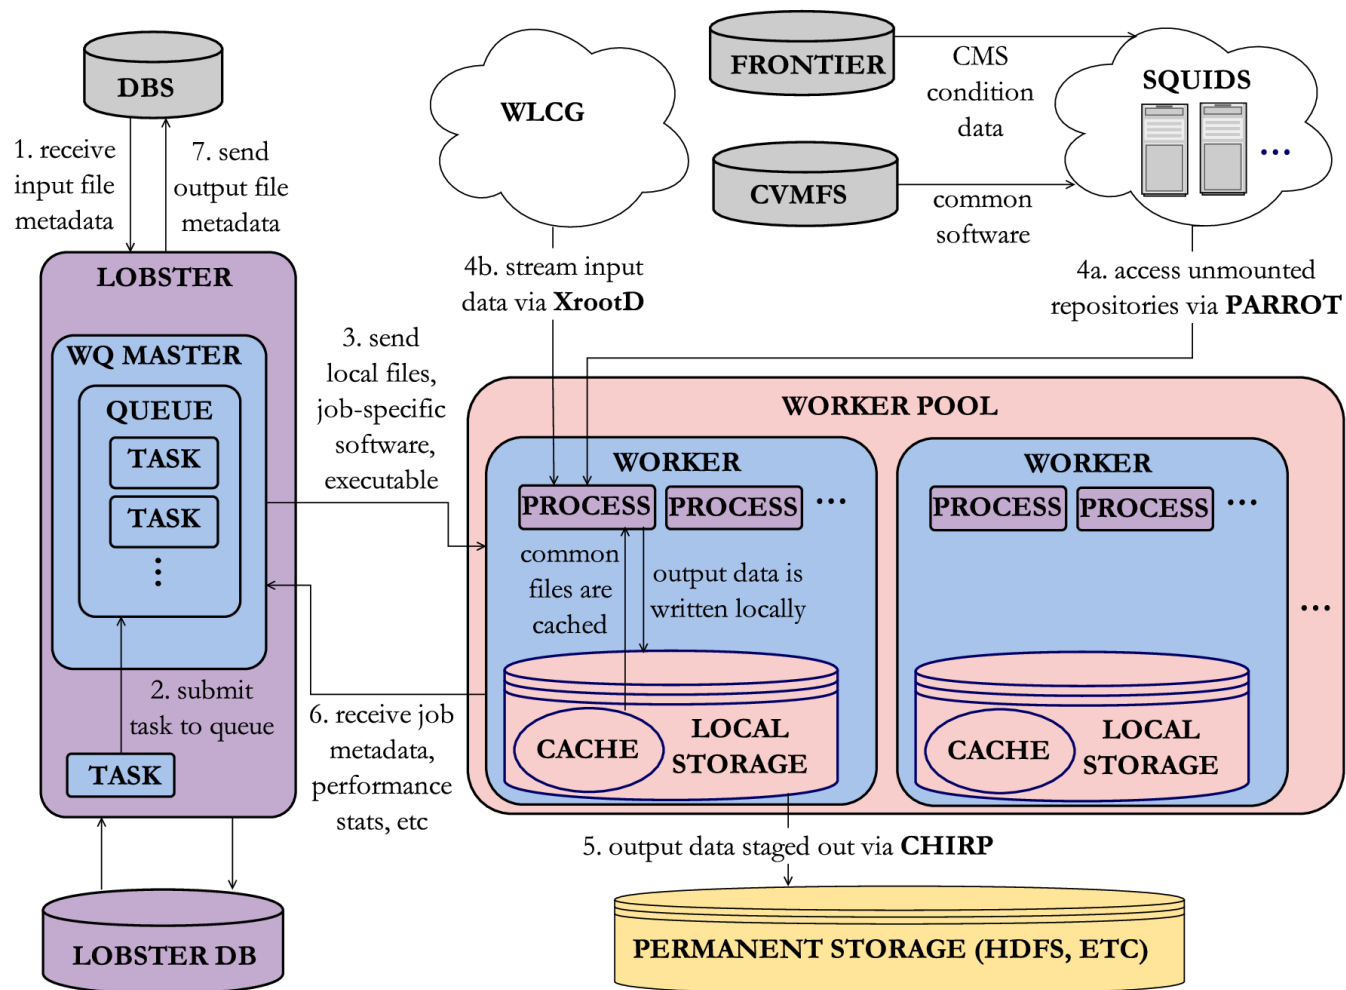 DBS
1. receive
input file
metadata
7. send
output file
metadata
WLCG
FRONTIER
CMS
condition
data
CVMFS
common
software
SQUIDS
...
4b. stream input
data via XrootD
4a. access unmounted
repositories via PARROT
LOBSTER
WQ MASTER
QUEUE
TASK
TASK
...
2. submit
task to queue
TASK
LOBSTER DB
3. send
local files,
job-specific
software,
executable
6. receive job
metadata,
performance
stats, etc
WORKER POOL
WORKER
PROCESS
PROCESS
...
common
files are
cached
output data is
written locally
CACHE
LOCAL
STORAGE
WORKER
PROCESS
PROCESS
...
CACHE
LOCAL
STORAGE
...
5. output data staged out via CHIRP
PERMANENT STORAGE (HDFS, ETC)